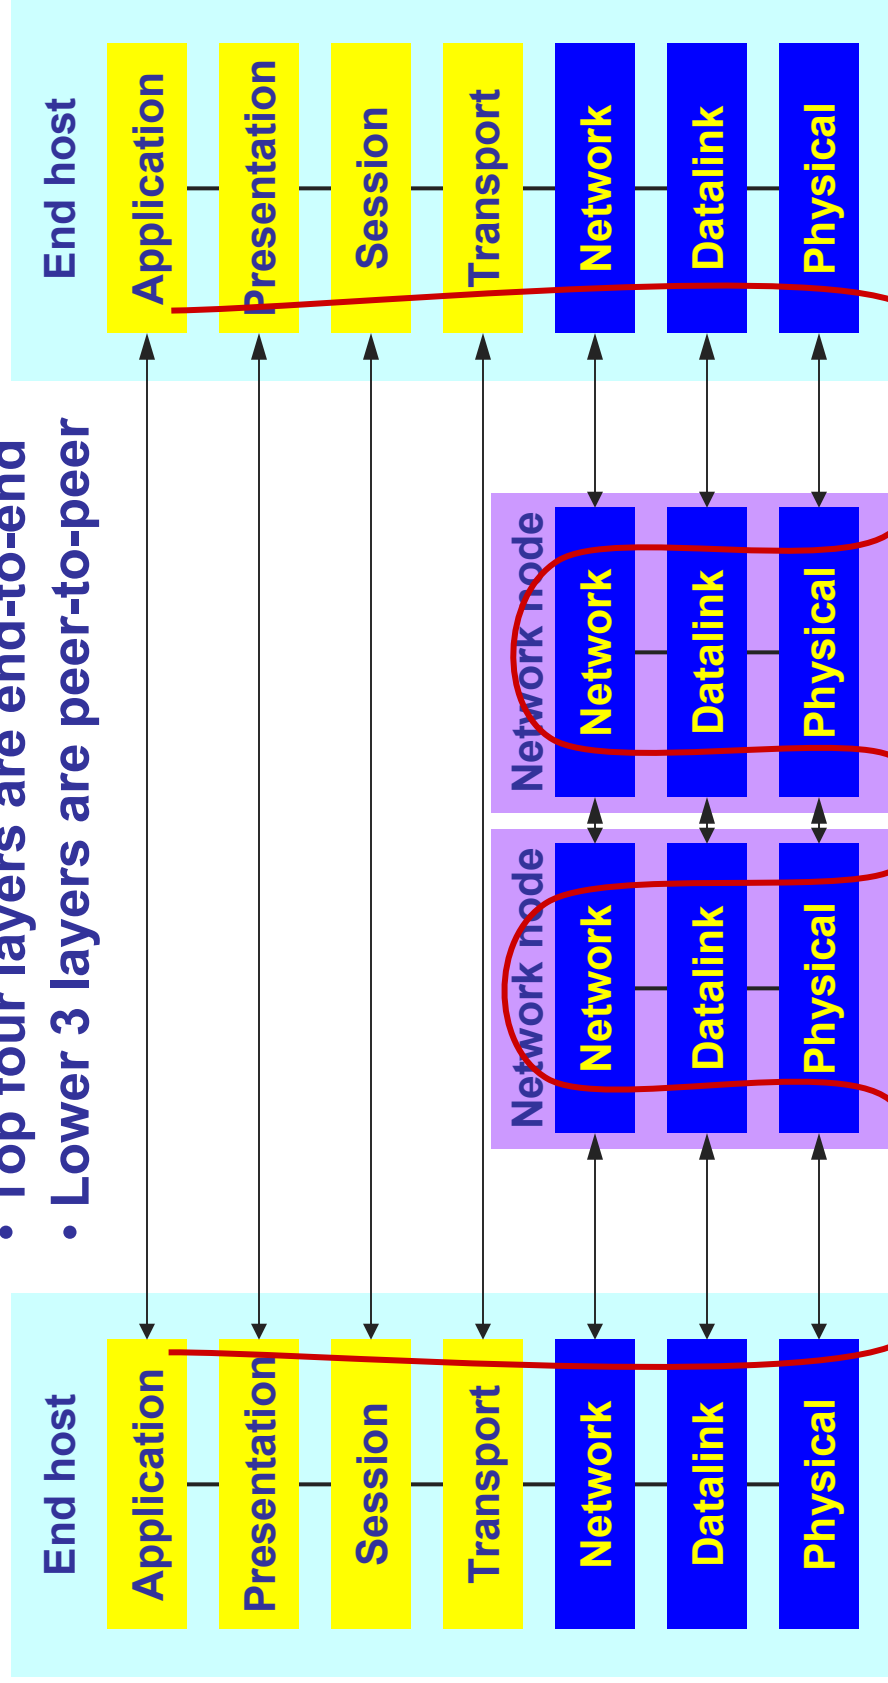 • Top four layers are end-to-end
• Lower 3 layers are peer-to-peer
End host
Application
Presentation
Session
Transport
Network
Datalink
Physical
Network node
Network
Datalink
Physical
Network node
Network
Datalink
Physical
End host
Application
Presentation
Session
Transport
Network
Datalink
Physical